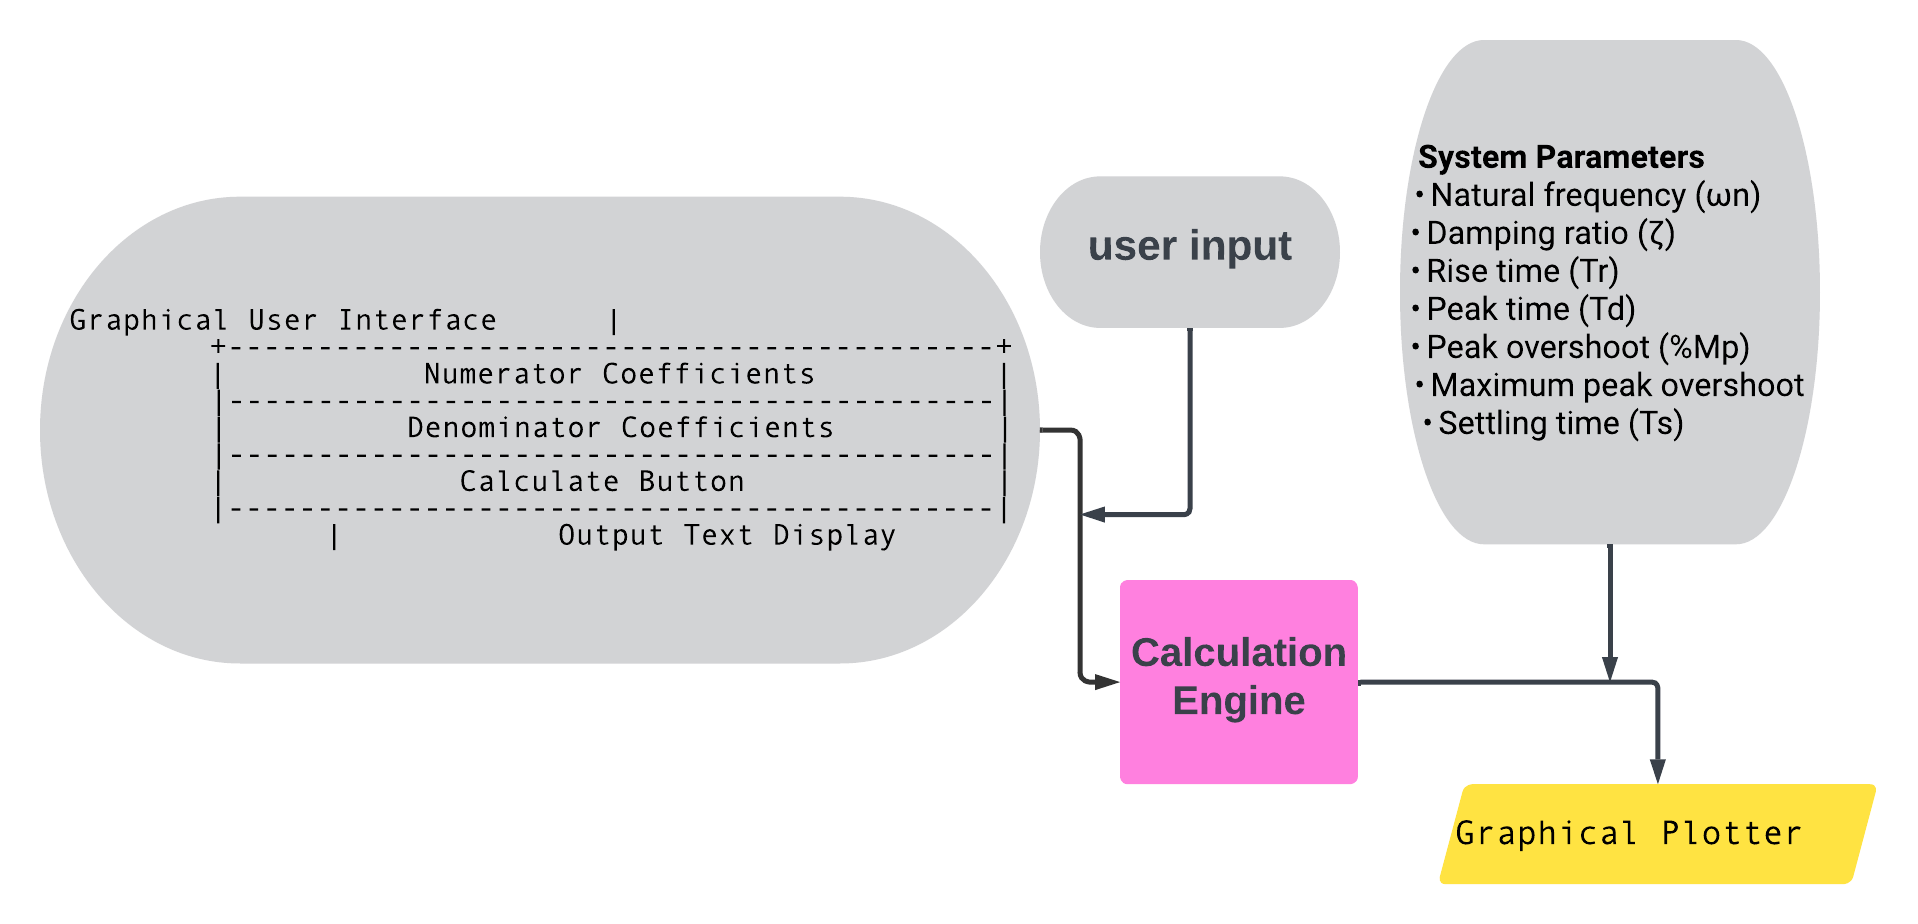 Graphical User Interface |
+-------------------------------------------+
| Numerator Coefficients |
|-------------------------------------------|
| Denominator Coefficients |
|-------------------------------------------|
| Calculate Button |
|-------------------------------------------|
| Output Text Display
user input
System Parameters
• Natural frequency (ωn)
• Damping ratio (ζ)
• Rise time (Tr)
• Peak time (Td)
• Peak overshoot (%Mp)
• Maximum peak overshoot
• Settling time (Ts)
Calculation
Engine
Graphical Plotter